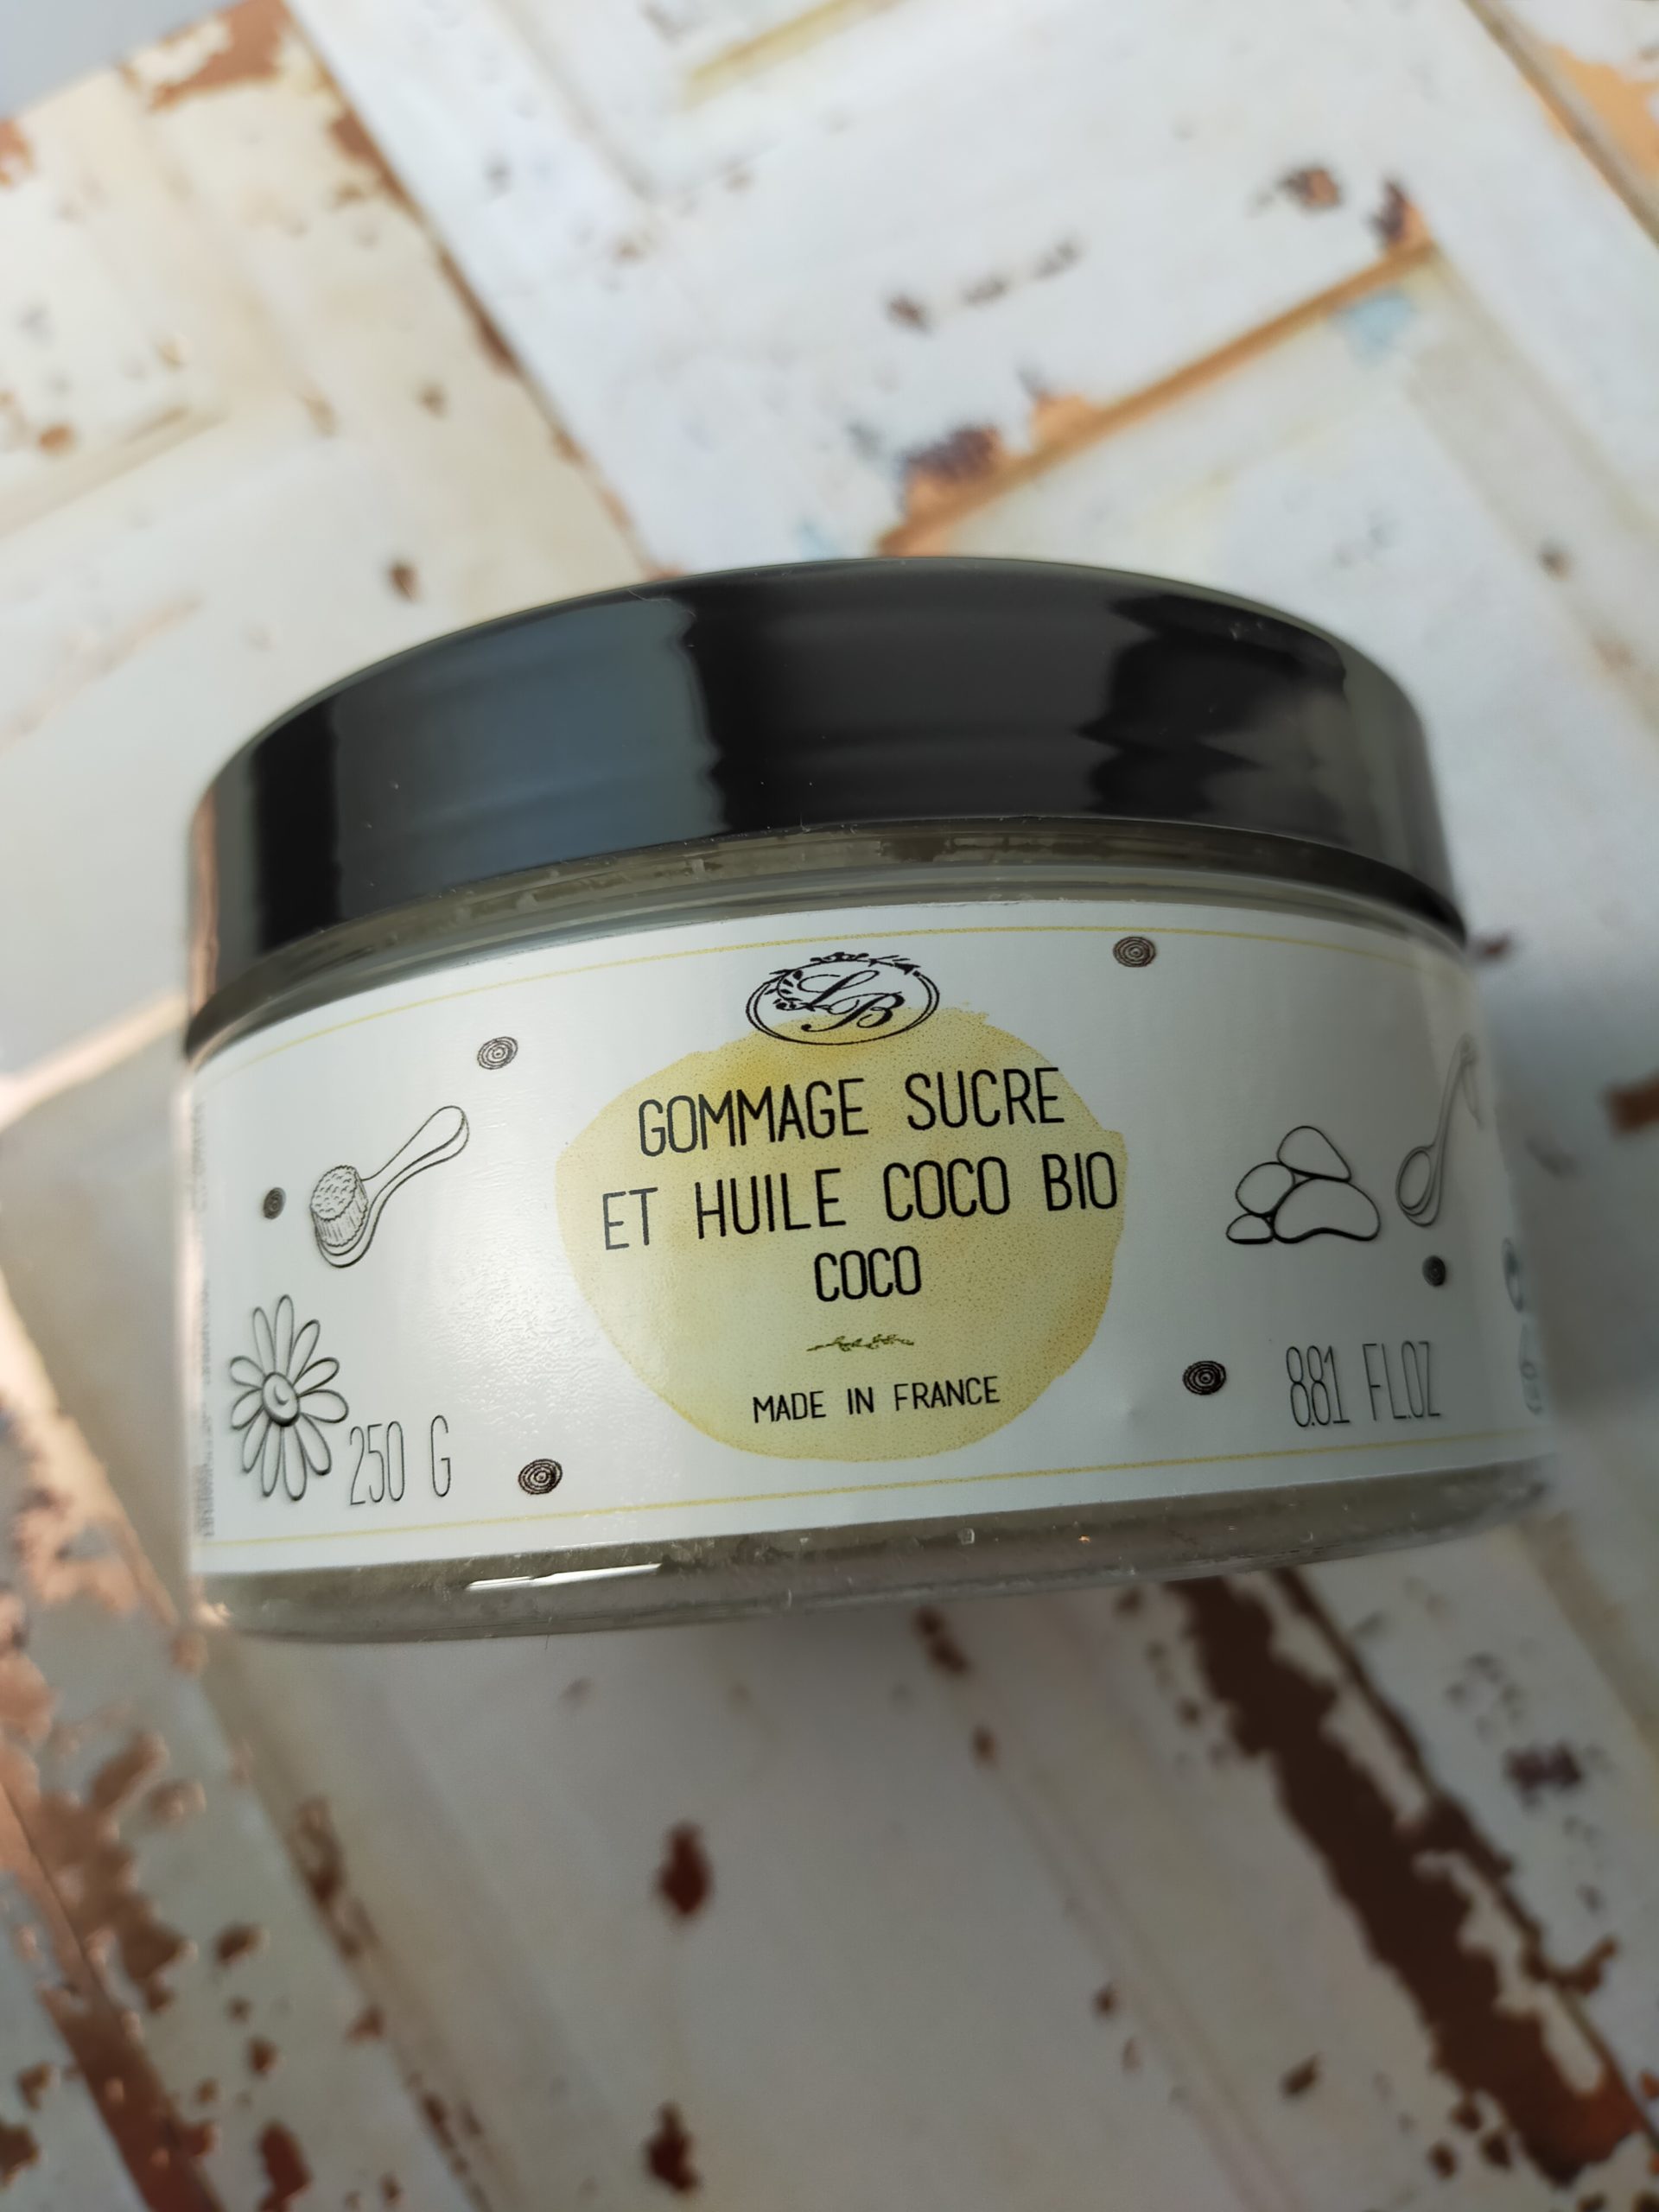 LB
GOMMAGE SUCRE
ET HUILE COCO BIO
COCO
MADE IN FRANCE
250 G
8.81 FL.OZ